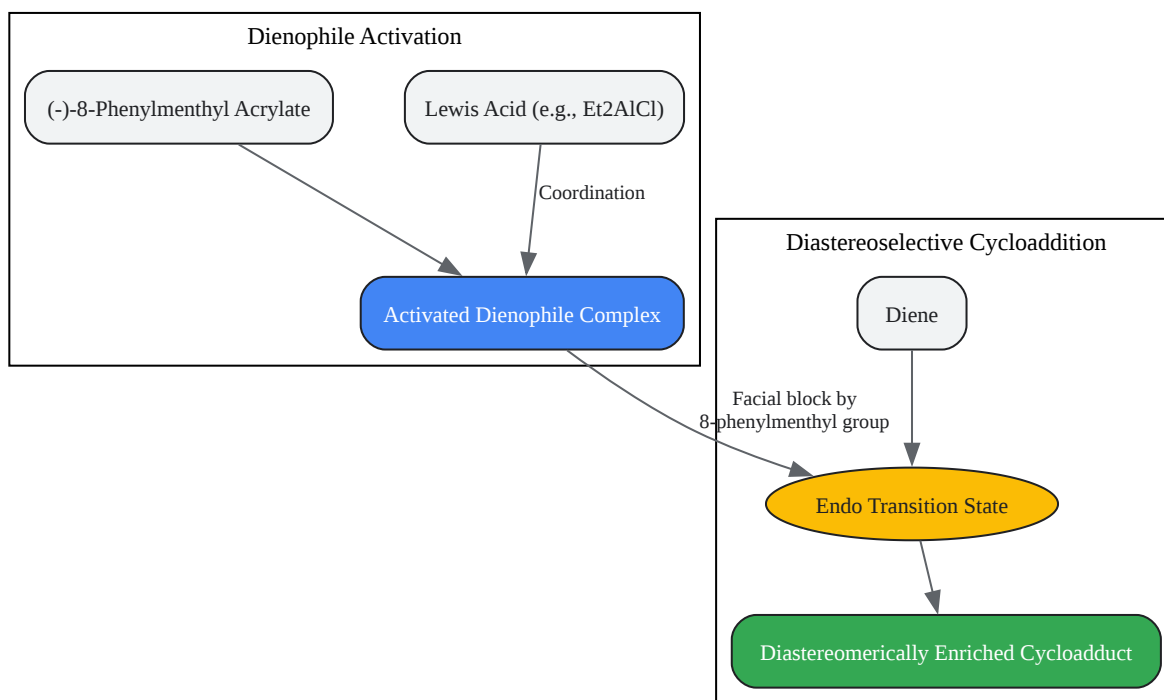 Dienophile Activation
(-)-8-Phenylmenthyl Acrylate
Lewis Acid (e.g., Et2AlCl)
Coordination
Activated Dienophile Complex
Diastereoselective Cycloaddition
Diene
Facial block by
8-phenylmenthyl group
Endo Transition State
Diastereomerically Enriched Cycloadduct